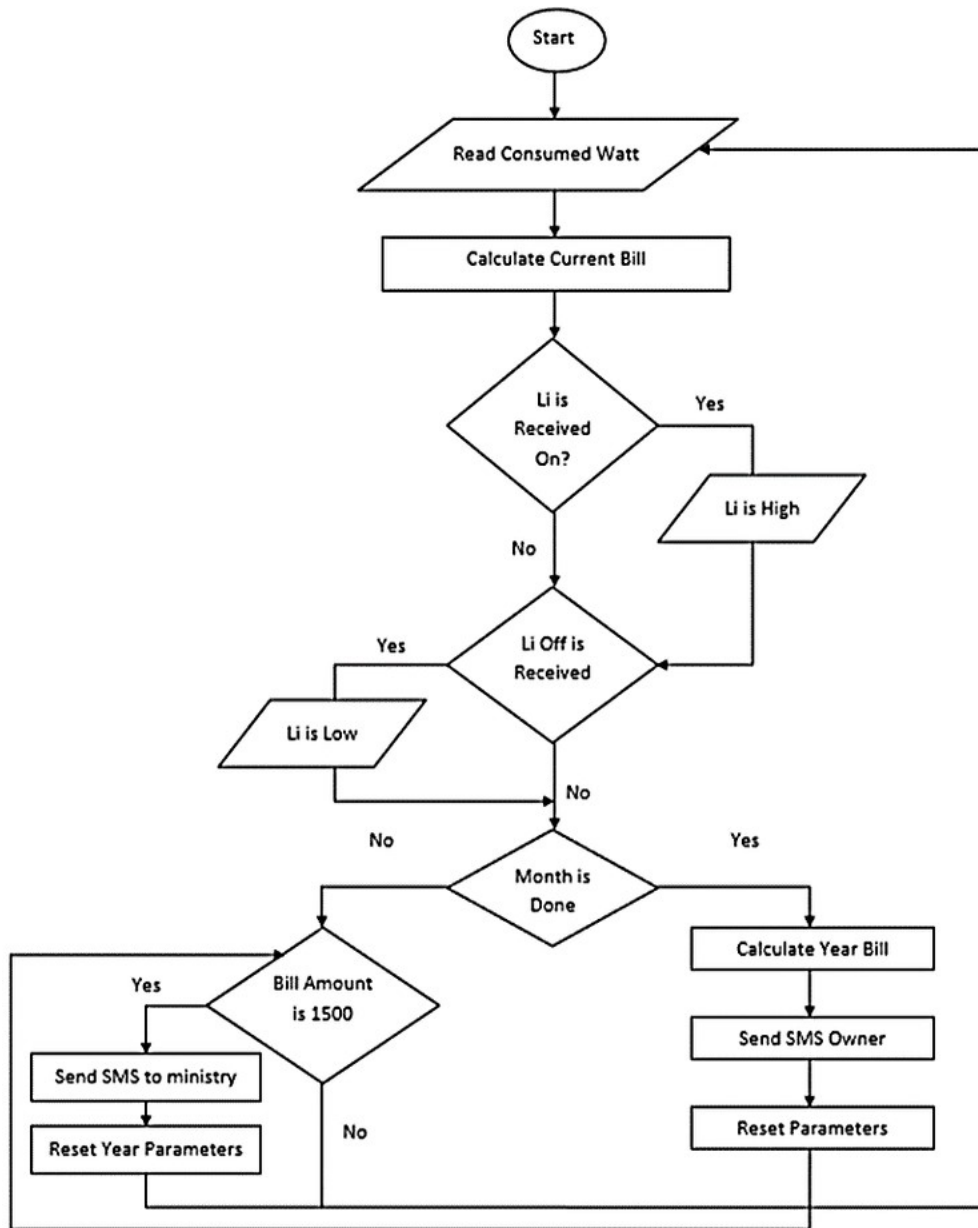 Start
Read Consumed Watt
Calculate Current Bill
Li is
Received
On?
Yes
Li is High
No
Li Off is
Received
Yes
Li is Low
No
No
Yes
Month is
Done
Calculate Year Bill
Bill Amount
is 1500
Yes
Send SMS Owner
Send SMS to ministry
Reset Parameters
No
Reset Year Parameters